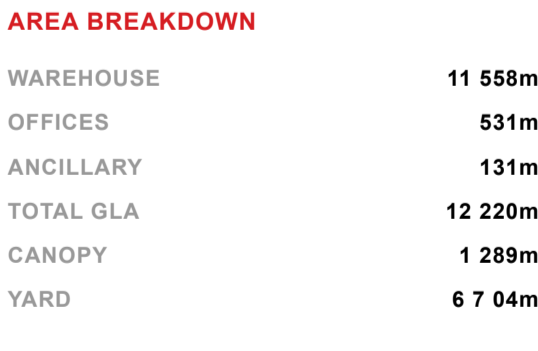 AREA BREAKDOWN
WAREHOUSE 11 558m
OFFICES 531m
ANCILLARY 131m
TOTAL GLA 12 220m
CANOPY 1 289m
YARD 6 7 04m